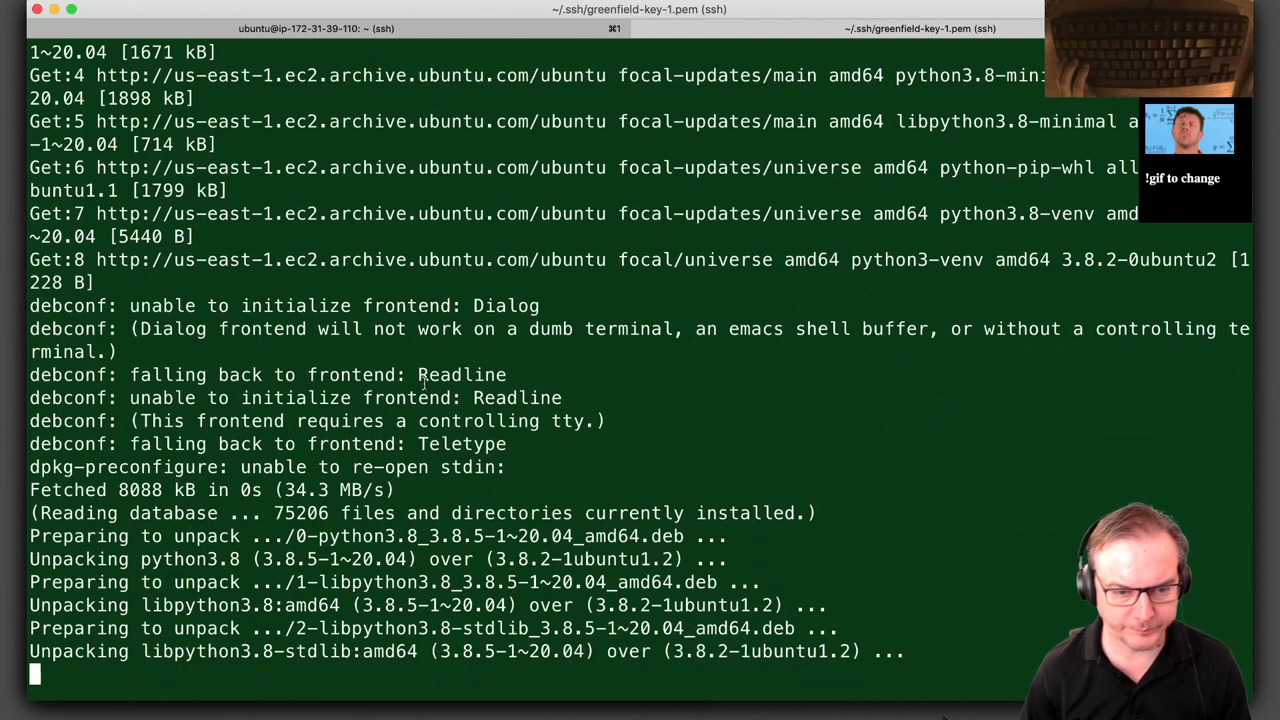 ~/.ssh/greenfield-key-1.pem (ssh)
ubuntu@ip-172-31-39-110: ~ (ssh)
⌘1
~/.ssh/greenfield-key-1.pem (ssh)
1~20.04 [1671 kB]
Get:4 http://us-east-1.ec2.archive.ubuntu.com/ubuntu focal-updates/main amd64 python3.8-mini
20.04 [1898 kB]
Get:5 http://us-east-1.ec2.archive.ubuntu.com/ubuntu focal-updates/main amd64 libpython3.8-minimal a
-1~20.04 [714 kB]
Get:6 http://us-east-1.ec2.archive.ubuntu.com/ubuntu focal-updates/universe amd64 python-pip-whl all
buntu1.1 [1799 kB]
Get:7 http://us-east-1.ec2.archive.ubuntu.com/ubuntu focal-updates/universe amd64 python3.8-venv amd
~20.04 [5440 B]
Get:8 http://us-east-1.ec2.archive.ubuntu.com/ubuntu focal/universe amd64 python3-venv amd64 3.8.2-0ubuntu2 [1
228 B]
debconf: unable to initialize frontend: Dialog
debconf: (Dialog frontend will not work on a dumb terminal, an emacs shell buffer, or without a controlling te
rminal.)
debconf: falling back to frontend: Readline
debconf: unable to initialize frontend: Readline
debconf: (This frontend requires a controlling tty.)
debconf: falling back to frontend: Teletype
dpkg-preconfigure: unable to re-open stdin:
Fetched 8088 kB in 0s (34.3 MB/s)
(Reading database ... 75206 files and directories currently installed.)
Preparing to unpack .../0-python3.8_3.8.5-1~20.04_amd64.deb ...
Unpacking python3.8 (3.8.5-1~20.04) over (3.8.2-1ubuntu1.2) ...
Preparing to unpack .../1-libpython3.8_3.8.5-1~20.04_amd64.deb ...
Unpacking libpython3.8:amd64 (3.8.5-1~20.04) over (3.8.2-1ubuntu1.2) ...
Preparing to unpack .../2-libpython3.8-stdlib_3.8.5-1~20.04_amd64.deb ...
Unpacking libpython3.8-stdlib:amd64 (3.8.5-1~20.04) over (3.8.2-1ubuntu1.2) ...
!gif to change